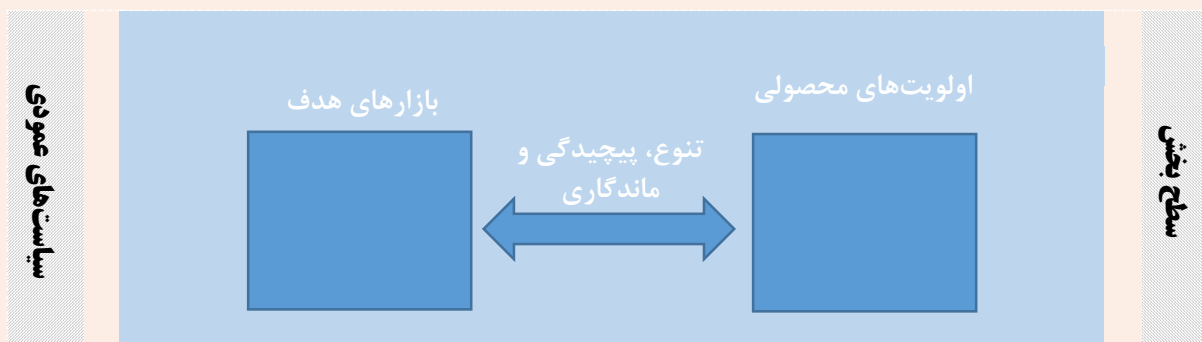 سطح بخش
اولویت‌های محصولی
تنوع، پیچیدگی و
ماندگاری
بازارهای هدف
سیاست‌های عمودی